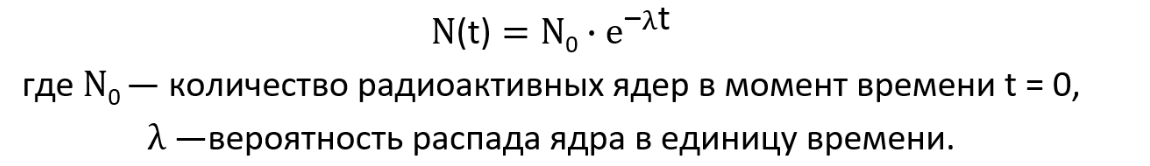 N(t) = N₀ · e⁻λᵗ
где N₀ — количество радиоактивных ядер в момент времени t = 0,
λ —вероятность распада ядра в единицу времени.